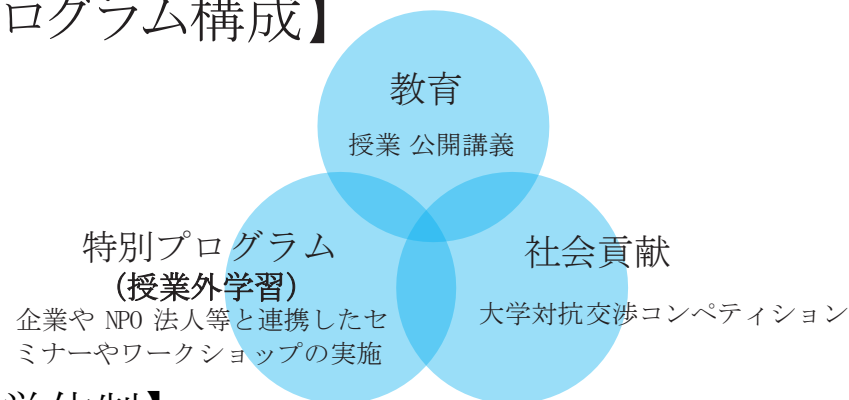 ログラム構成】
教育
授業 公開講義
特別プログラム
(授業外学習)
企業や NPO 法人等と連携したセ
ミナーやワークショップの実施
社会貢献
大学対抗交渉コンペティション